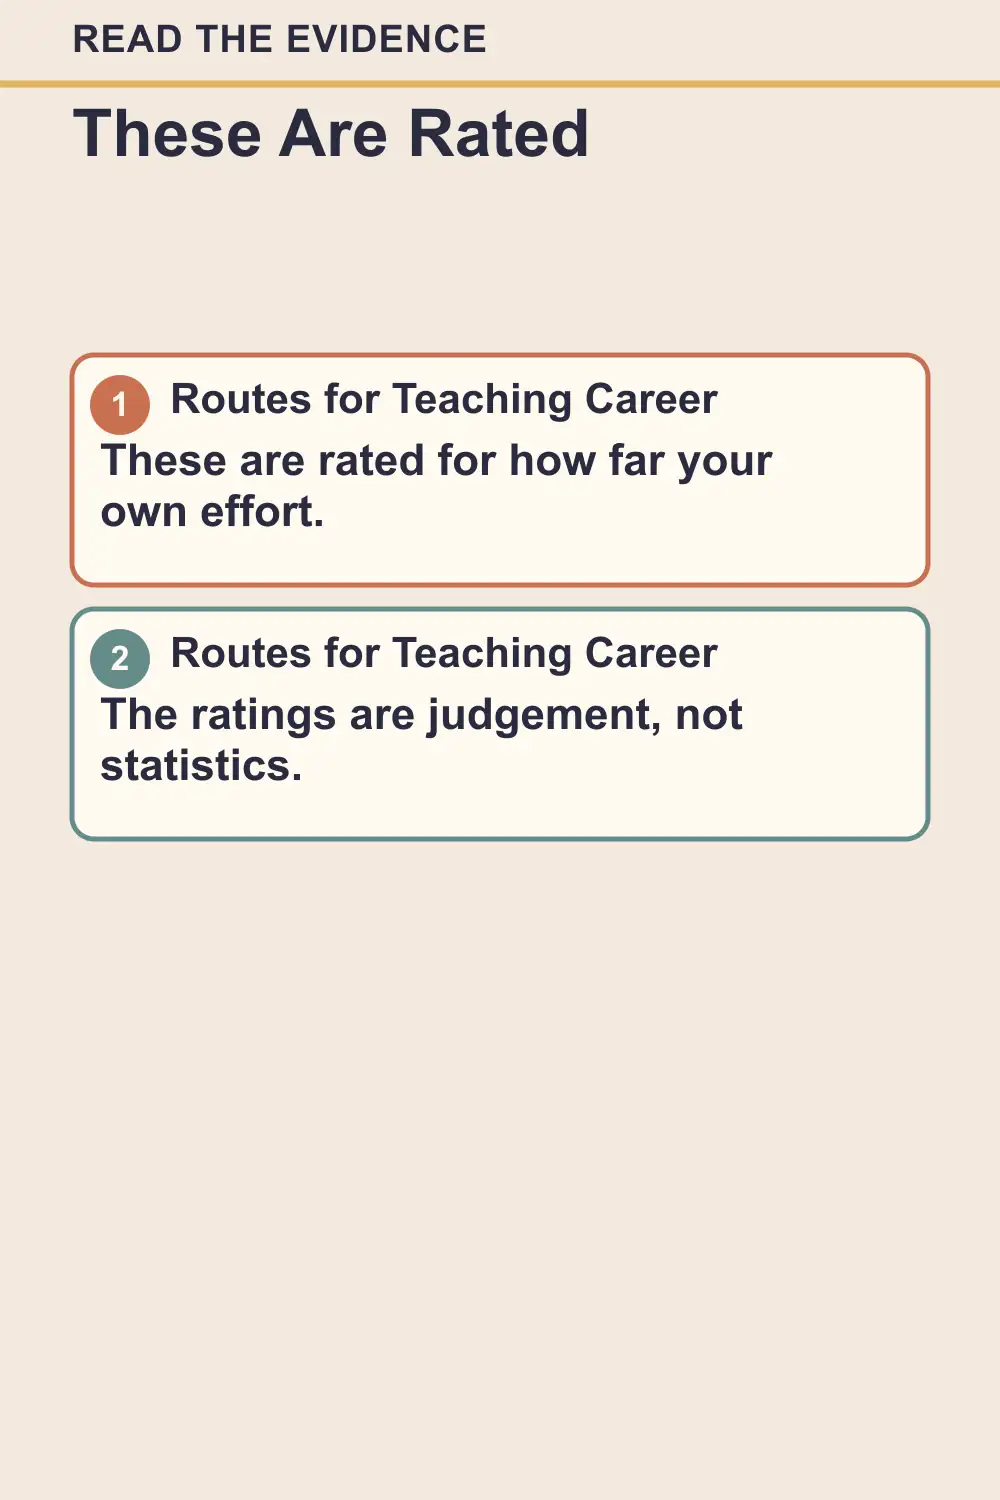 READ THE EVIDENCE
These Are Rated
1 Routes for Teaching Career
These are rated for how far your
own effort.
2 Routes for Teaching Career
The ratings are judgement, not
statistics.